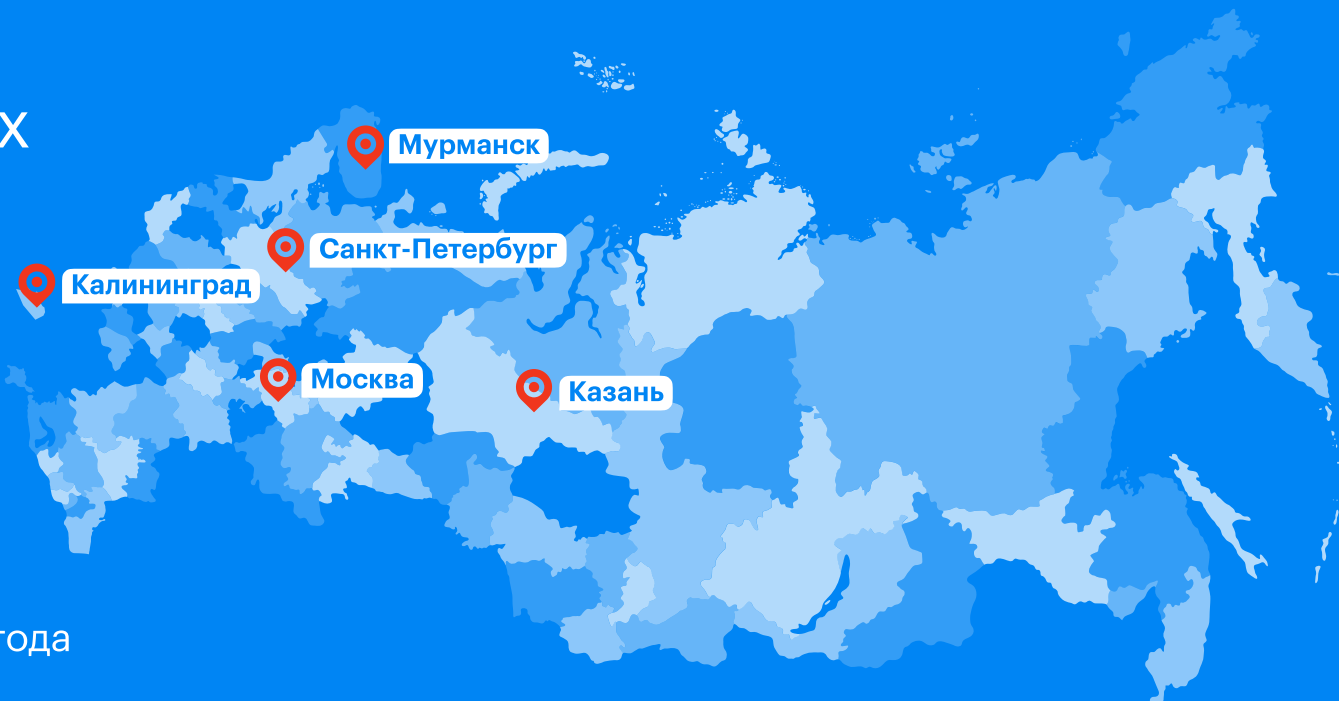 Х
Мурманск
Санкт-Петербург
Калининград
Москва
Казань
года